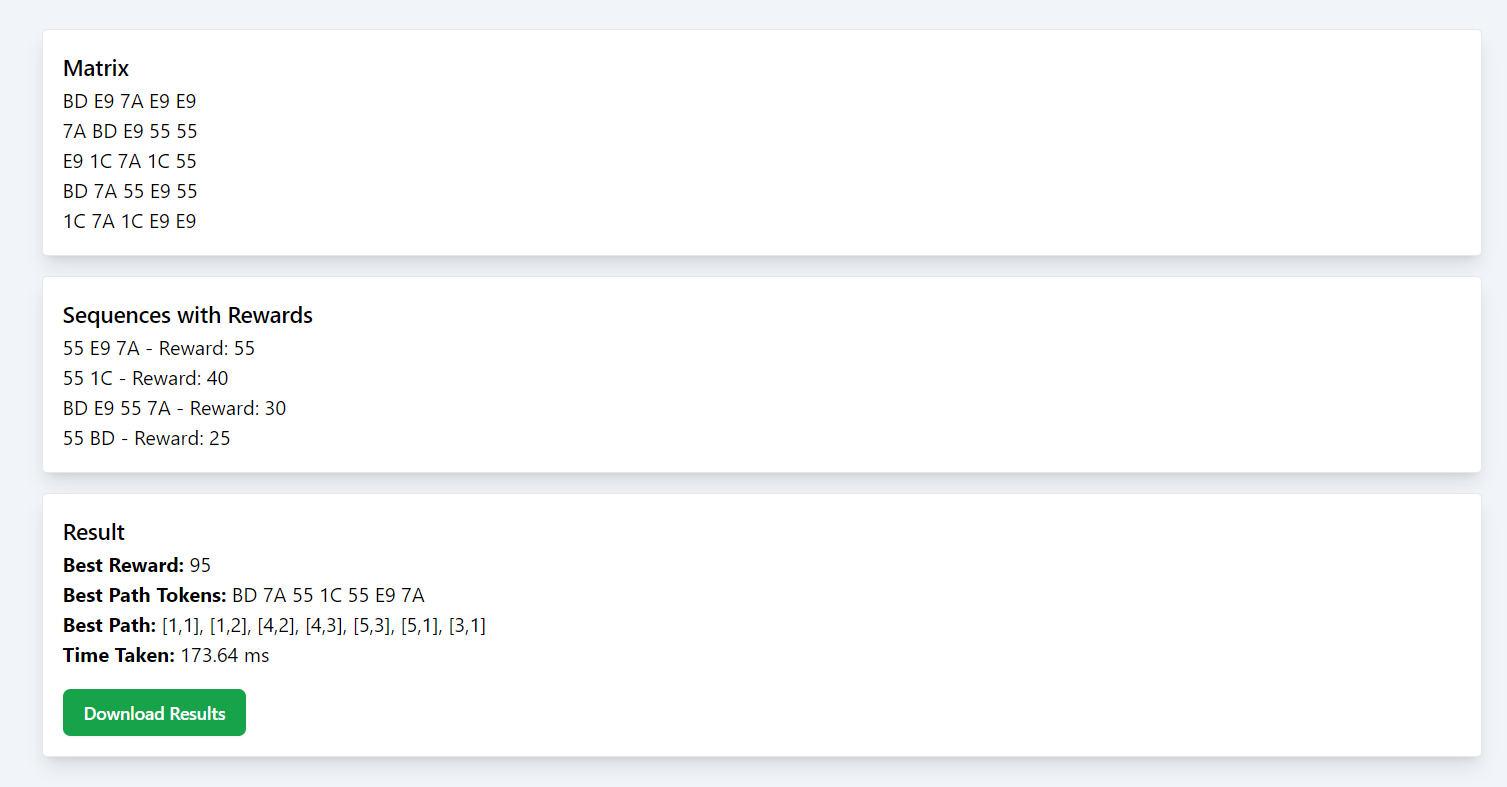 Matrix
BD E9 7A E9 E9
7A BD E9 55 55
E9 1C 7A 1C 55
BD 7A 55 E9 55
1C 7A 1C E9 E9
Sequences with Rewards
55 E9 7A - Reward: 55
55 1C - Reward: 40
BD E9 55 7A - Reward: 30
55 BD - Reward: 25
Result
Best Reward: 95
Best Path Tokens: BD 7A 55 1C 55 E9 7A
Best Path: [1,1], [1,2], [4,2], [4,3], [5,3], [5,1], [3,1]
Time Taken: 173.64 ms
Download Results